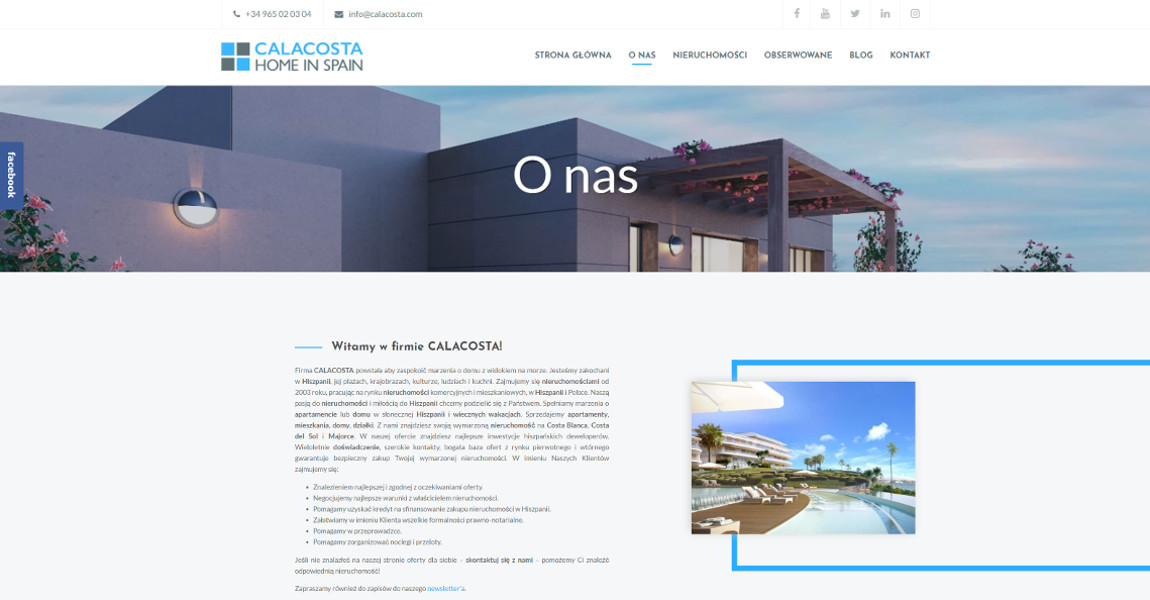 +34 965 02 03 04
info@calacosta.com
CALACOSTA
HOME IN SPAIN
STRONA GŁÓWNA
O NAS
NIERUCHOMOŚCI
OBSERWOWANE
BLOG
KONTAKT
facebook
O nas
Witamy w firmie CALACOSTA!
Firma CALACOSTA powstała aby zaspokoić marzenia o domu z widokiem na morze. Jesteśmy zakochani
w Hiszpanii, jej plażach, krajobrazach, kulturze, ludziach i kuchni. Zajmujemy się nieruchomościami od
2003 roku, pracując na rynku nieruchomości komercyjnych i mieszkaniowych, w Hiszpanii i Polsce. Naszą
pasją do nieruchomości i miłością do Hiszpanii chcemy podzielić się z Państwem. Spełniamy marzenia o
apartamencie lub domu w słonecznej Hiszpanii i wiecznych wakacjach. Sprzedajemy apartamenty,
mieszkania, domy, działki. Z nami znajdziesz swoją wymarzoną nieruchomość na Costa Blanca, Costa
del Sol i Majorce. W naszej ofercie znajdziesz najlepsze inwestycje hiszpańskich deweloperów.
Wieloletnie doświadczenie, szerokie kontakty, bogata baza ofert z rynku pierwotnego i wtórnego
gwarantuje bezpieczny zakup Twojej wymarzonej nieruchomości. W imieniu Naszych Klientów
zajmujemy się:
• Znalezieniem najlepszej i zgodnej z oczekiwaniami oferty.
• Negocjujemy najlepsze warunki z właścicielem nieruchomości.
• Pomagamy uzyskać kredyt na sfinansowanie zakupu nieruchomości w Hiszpanii.
• Załatwiamy w imieniu Klienta wszelkie formalności prawno-notarialne.
• Pomagamy w przeprowadzce.
• Pomagamy zorganizować noclegi i przeloty.
Jeśli nie znalazłeś na naszej stronie oferty dla siebie – skontaktuj się z nami – pomożemy Ci znaleźć
odpowiednią nieruchomość!
Zapraszamy również do zapisów do naszego newsletter'a.